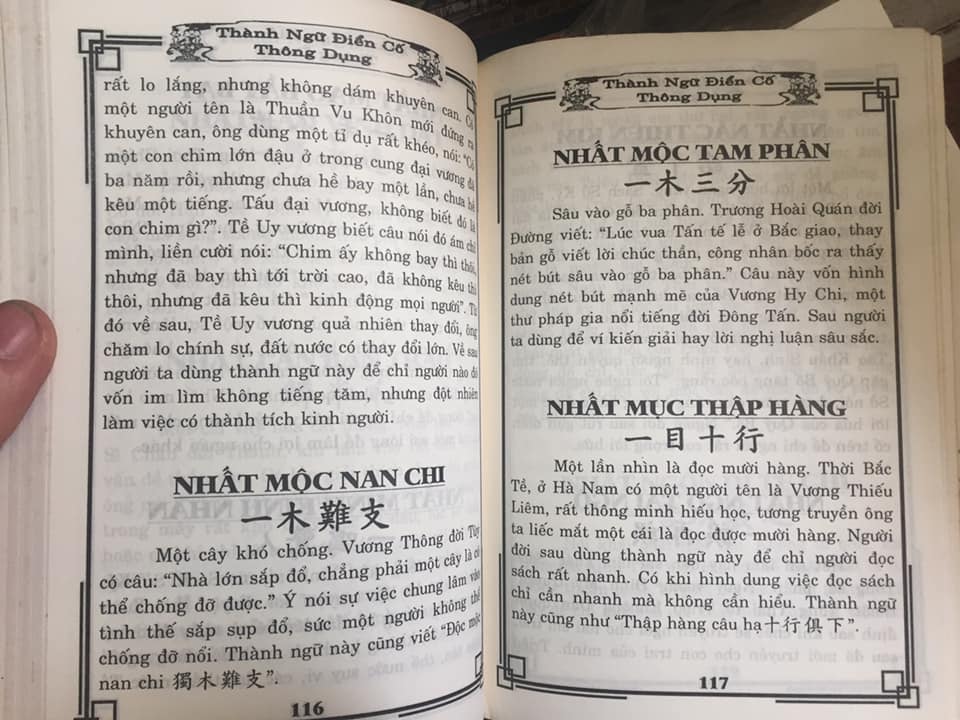 Thành Ngữ Điển Cố
Thông Dụng
rất lo lắng, nhưng không dám khuyên can. Có
một người tên là Thuần Vu Khôn mới đứng ra
khuyên can, ông dùng một tỉ dụ rất khéo, nói: “Có
một con chim lớn đậu ở trong cung đại vương đã
ba năm rồi, nhưng chưa hề bay một lần, chưa hề
kêu một tiếng. Tấu đại vương, không biết đó là
con chim gì?”. Tề Uy vương biết câu nói đó ám chỉ
mình, liền cười nói: “Chim ấy không bay thì thôi,
nhưng đã bay thì tới trời cao, đã không kêu thì
thôi, nhưng đã kêu thì kinh động mọi người”. Từ
đó về sau, Tề Uy vương quả nhiên thay đổi, ông
chăm lo chính sự, đất nước có thay đổi lớn. Về sau
người ta dùng thành ngữ này để chỉ người nào đó
vốn im lìm không tiếng tăm, nhưng đột nhiên
làm việc có thành tích kinh người.
NHẤT MỘC NAN CHI
一木難支
Một cây khó chống. Vương Thông đời Tùy
có câu: “Nhà lớn sắp đổ, chẳng phải một cây là có
thể chống đỡ được.” Ý nói sự việc chung lâm vào
tình thế sắp sụp đổ, sức một người không thể
chống đỡ nổi. Thành ngữ này cũng viết “Độc mộc
nan chi 獨木難支”.
116
Thành Ngữ Điển Cố
Thông Dụng
NHẤT MỘC TAM PHÂN
一木三分
Sâu vào gỗ ba phân. Trương Hoài Quán đời
Đường viết: “Lúc vua Tấn tế lễ ở Bắc giao, thay
bản gỗ viết lời chúc thần, công nhân bốc ra thấy
nét bút sâu vào gỗ ba phân.” Câu này vốn hình
dung nét bút mạnh mẽ của Vương Hy Chi, một
thư pháp gia nổi tiếng đời Đông Tấn. Sau người
ta dùng để ví kiến giải hay lời nghị luận sâu sắc.
NHẤT MỤC THẬP HÀNG
一目十行
Một lần nhìn là đọc mười hàng. Thời Bắc
Tề, ở Hà Nam có một người tên là Vương Thiếu
Liêm, rất thông minh hiếu học, tương truyền ông
ta liếc mắt một cái là đọc được mười hàng. Người
đời sau dùng thành ngữ này để chỉ người đọc
sách rất nhanh. Có khi hình dung việc đọc sách
chỉ cần nhanh mà không cần hiểu. Thành ngữ
này cũng như “Thập hàng câu hạ十行俱下”.
117